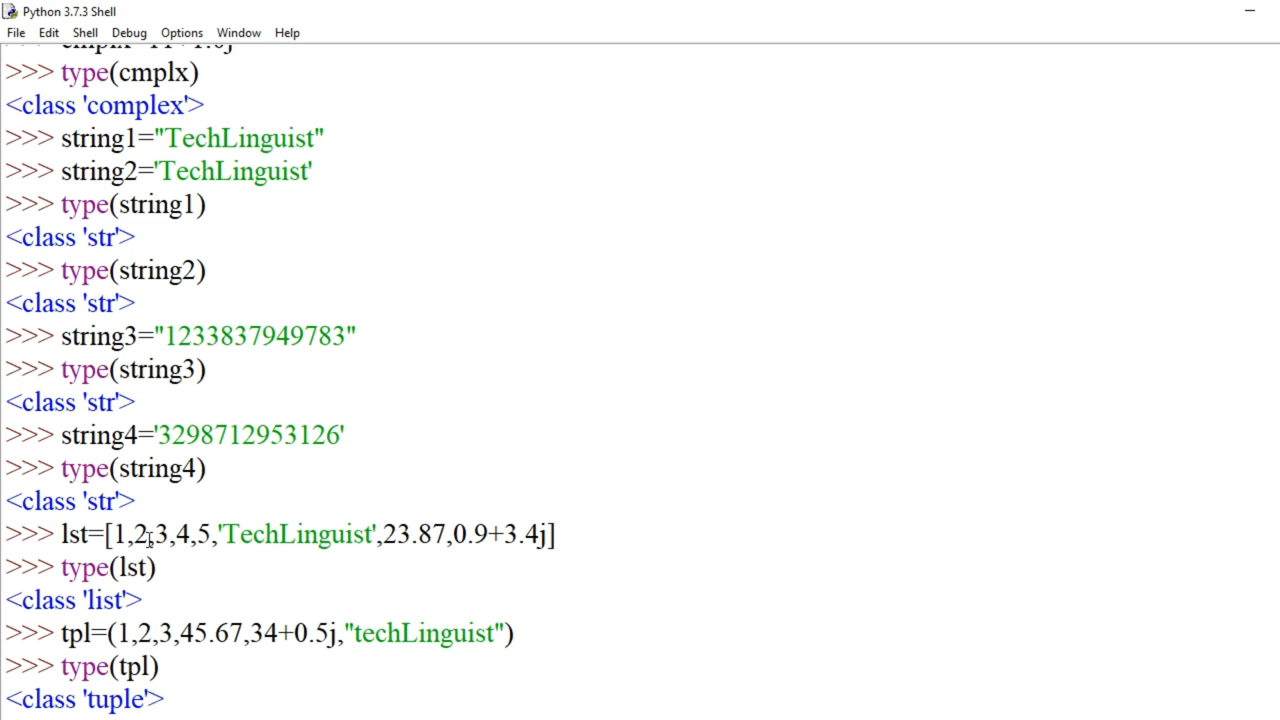 Python 3.7.3 Shell
File Edit Shell Debug Options Window Help
>>> type(cmplx)
<class 'complex'>
>>> string1="TechLinguist"
>>> string2='TechLinguist'
>>> type(string1)
<class 'str'>
>>> type(string2)
<class 'str'>
>>> string3="1233837949783"
>>> type(string3)
<class 'str'>
>>> string4='3298712953126'
>>> type(string4)
<class 'str'>
>>> lst=[1,2,3,4,5,'TechLinguist',23.87,0.9+3.4j]
>>> type(lst)
<class 'list'>
>>> tpl=(1,2,3,45.67,34+0.5j,"techLinguist")
>>> type(tpl)
<class 'tuple'>